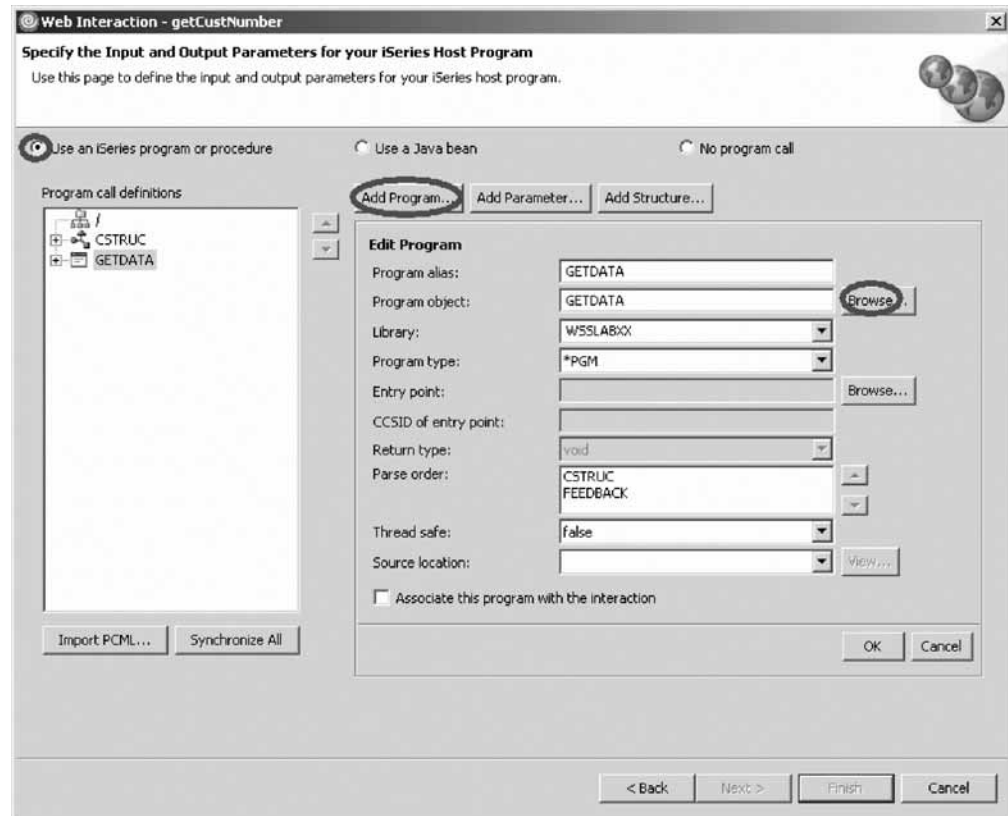 Web Interaction - getCustNumber
Specify the Input and Output Parameters for your iSeries Host Program
Use this page to define the input and output parameters for your iSeries host program.
Use an iSeries program or procedure
Use a Java bean
No program call
Program call definitions
/
CSTRUC
GETDATA
Import PCML...
Synchronize All
Add Program...
Add Parameter...
Add Structure...
Edit Program
Program alias: GETDATA
Program object: GETDATA Browse...
Library: WSSLABXX
Program type: *PGM
Entry point: Browse...
CCSID of entry point:
Return type: void
Parse order: CSTRUC
FEEDBACK
Thread safe: false
Source location: View...
Associate this program with the interaction
OK Cancel
< Back Next > Finish Cancel